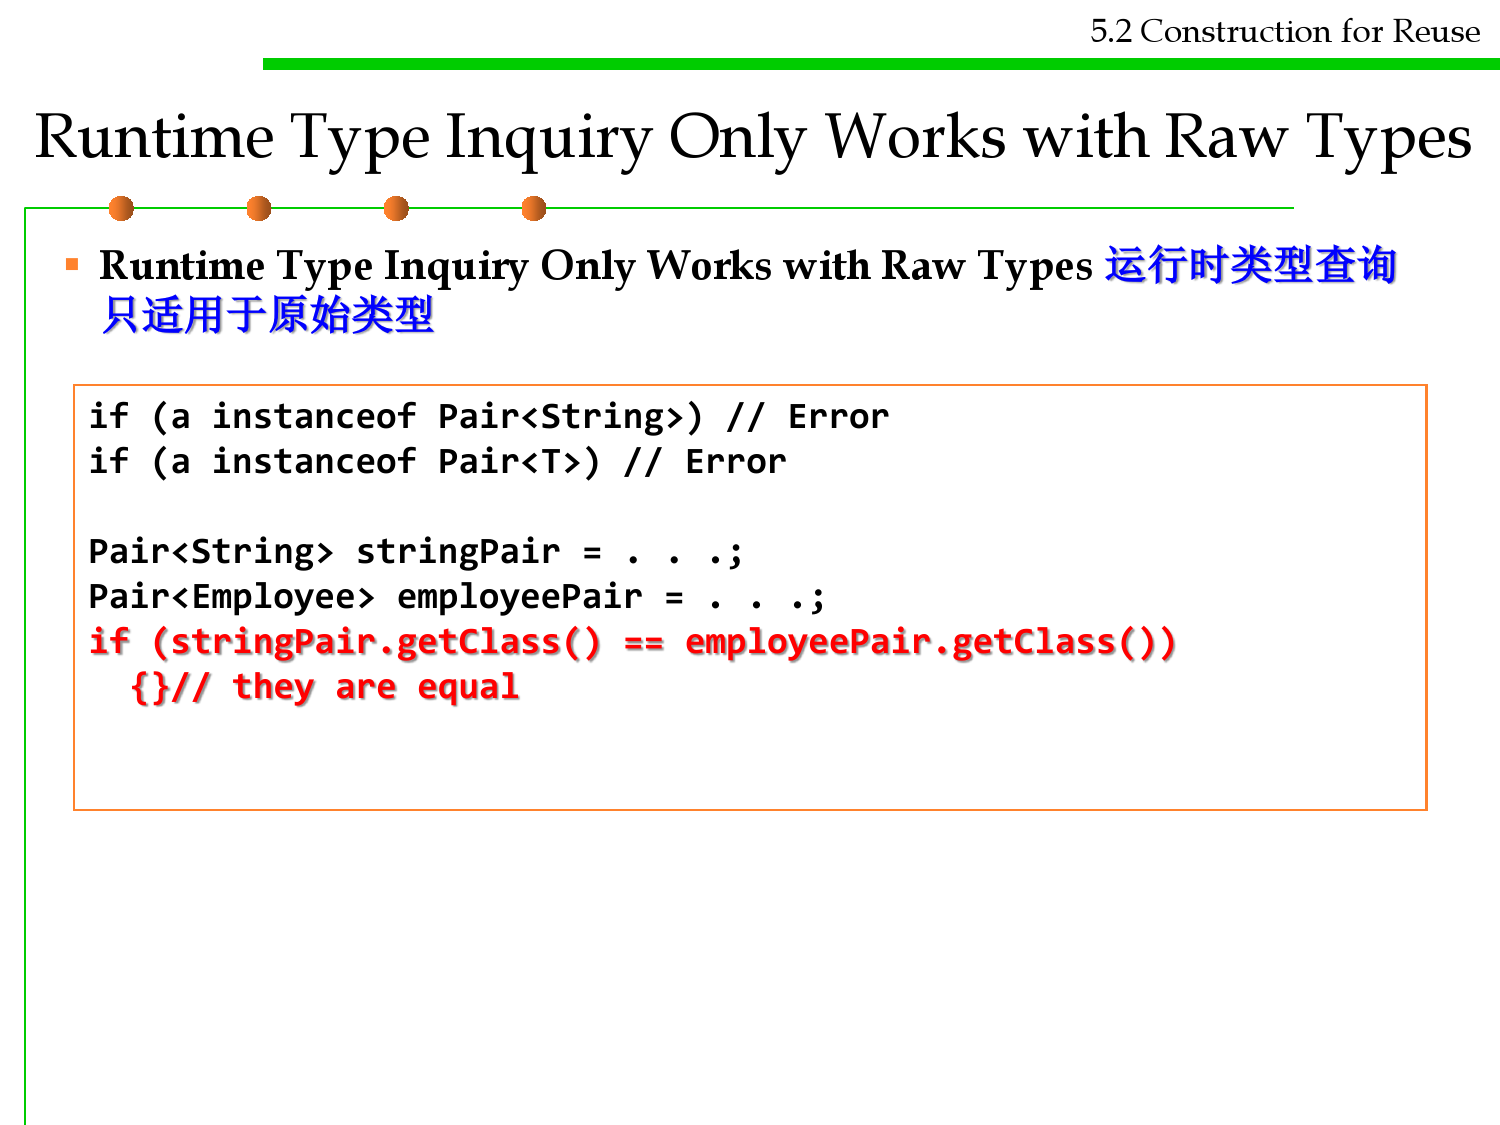 5.2 Construction for Reuse
Runtime Type Inquiry Only Works with Raw Types
Runtime Type Inquiry Only Works with Raw Types 运行时类型查询
只适用于原始类型
if (a instanceof Pair<String>) // Error
if (a instanceof Pair<T>) // Error
Pair<String> stringPair = . . .;
Pair<Employee> employeePair = . . .;
if (stringPair.getClass() == employeePair.getClass())
{}// they are equal